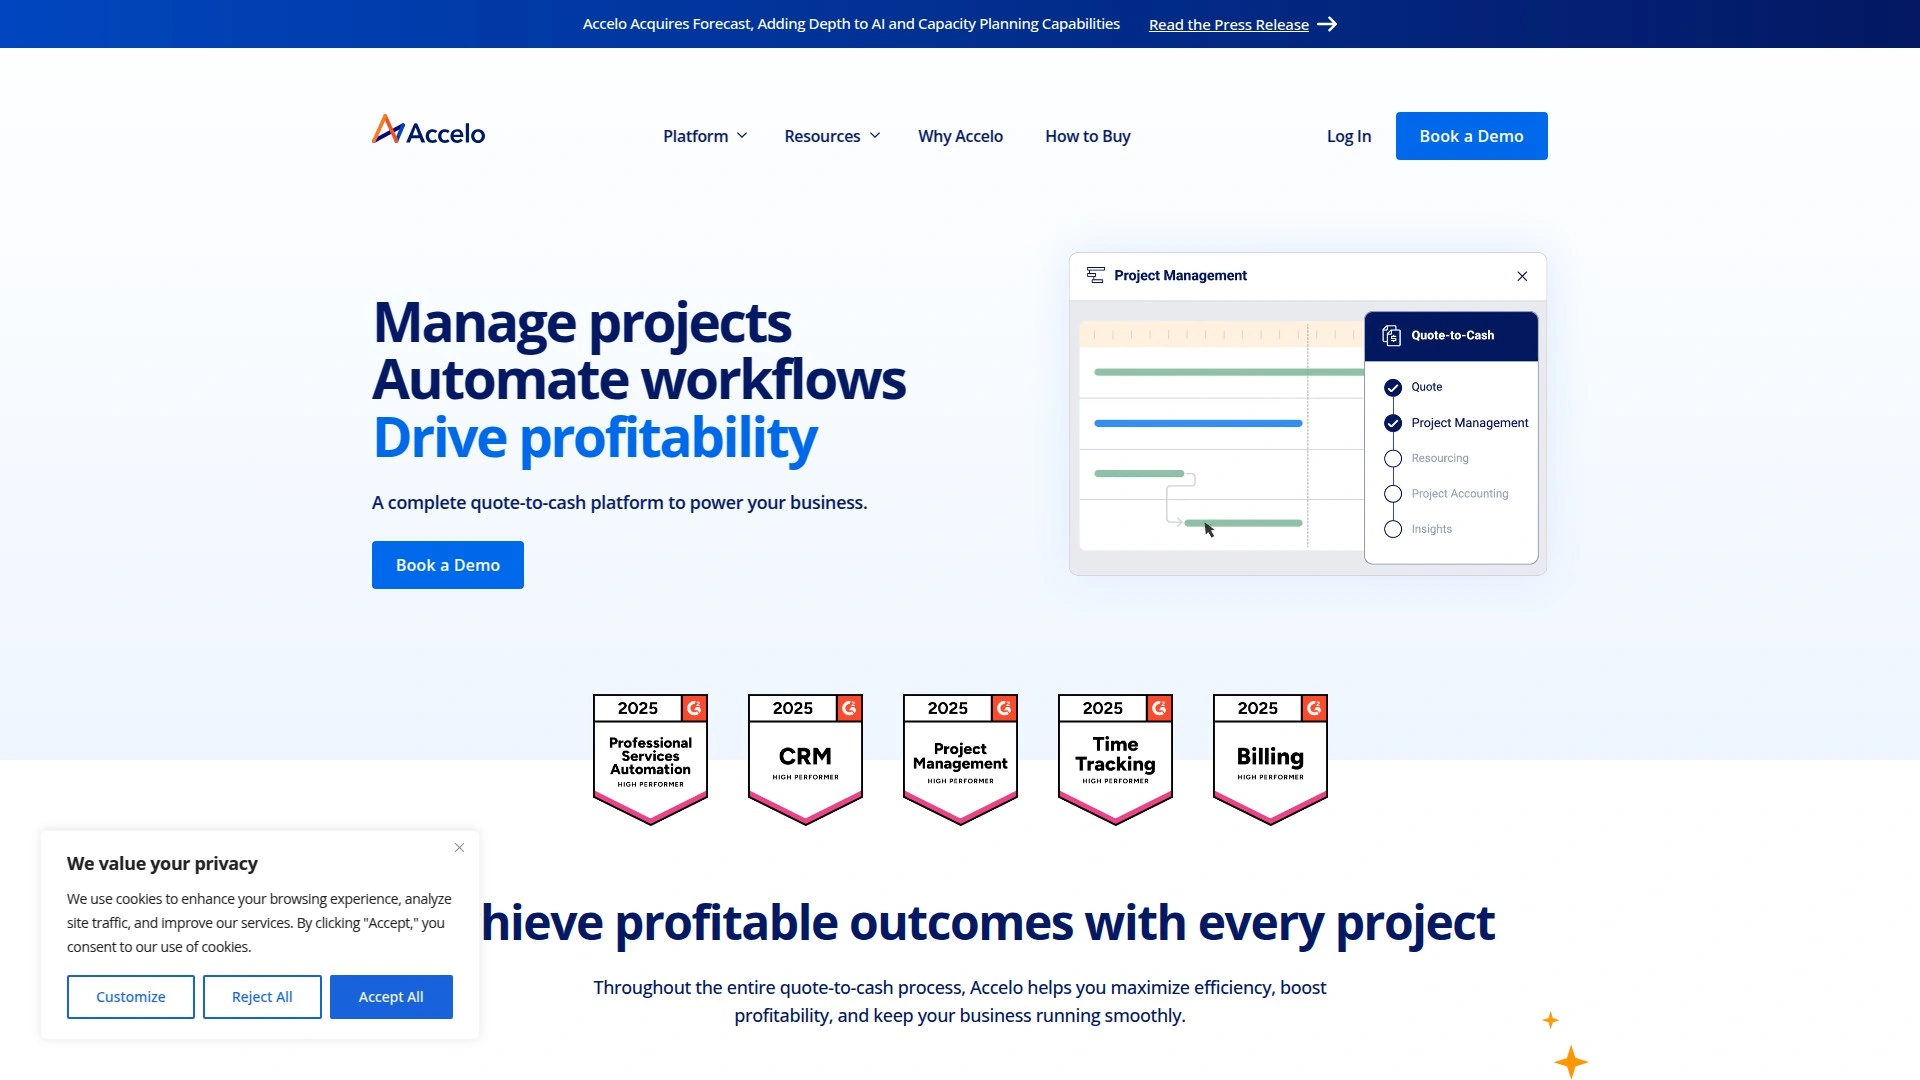 Accelo Acquires Forecast, Adding Depth to AI and Capacity Planning Capabilities Read the Press Release
Accelo
Platform
Resources
Why Accelo
How to Buy
Log In
Book a Demo
Manage projects
Automate workflows
Drive profitability
A complete quote-to-cash platform to power your business.
Book a Demo
Project Management
Quote-to-Cash
Quote
Project Management
Resourcing
Project Accounting
Insights
2025
Professional
Services
Automation
HIGH PERFORMER
2025
CRM
HIGH PERFORMER
2025
Project
Management
HIGH PERFORMER
2025
Time
Tracking
HIGH PERFORMER
2025
Billing
HIGH PERFORMER
hieve profitable outcomes with every project
Throughout the entire quote-to-cash process, Accelo helps you maximize efficiency, boost
profitability, and keep your business running smoothly.
We value your privacy
We use cookies to enhance your browsing experience, analyze
site traffic, and improve our services. By clicking "Accept," you
consent to our use of cookies.
Customize
Reject All
Accept All